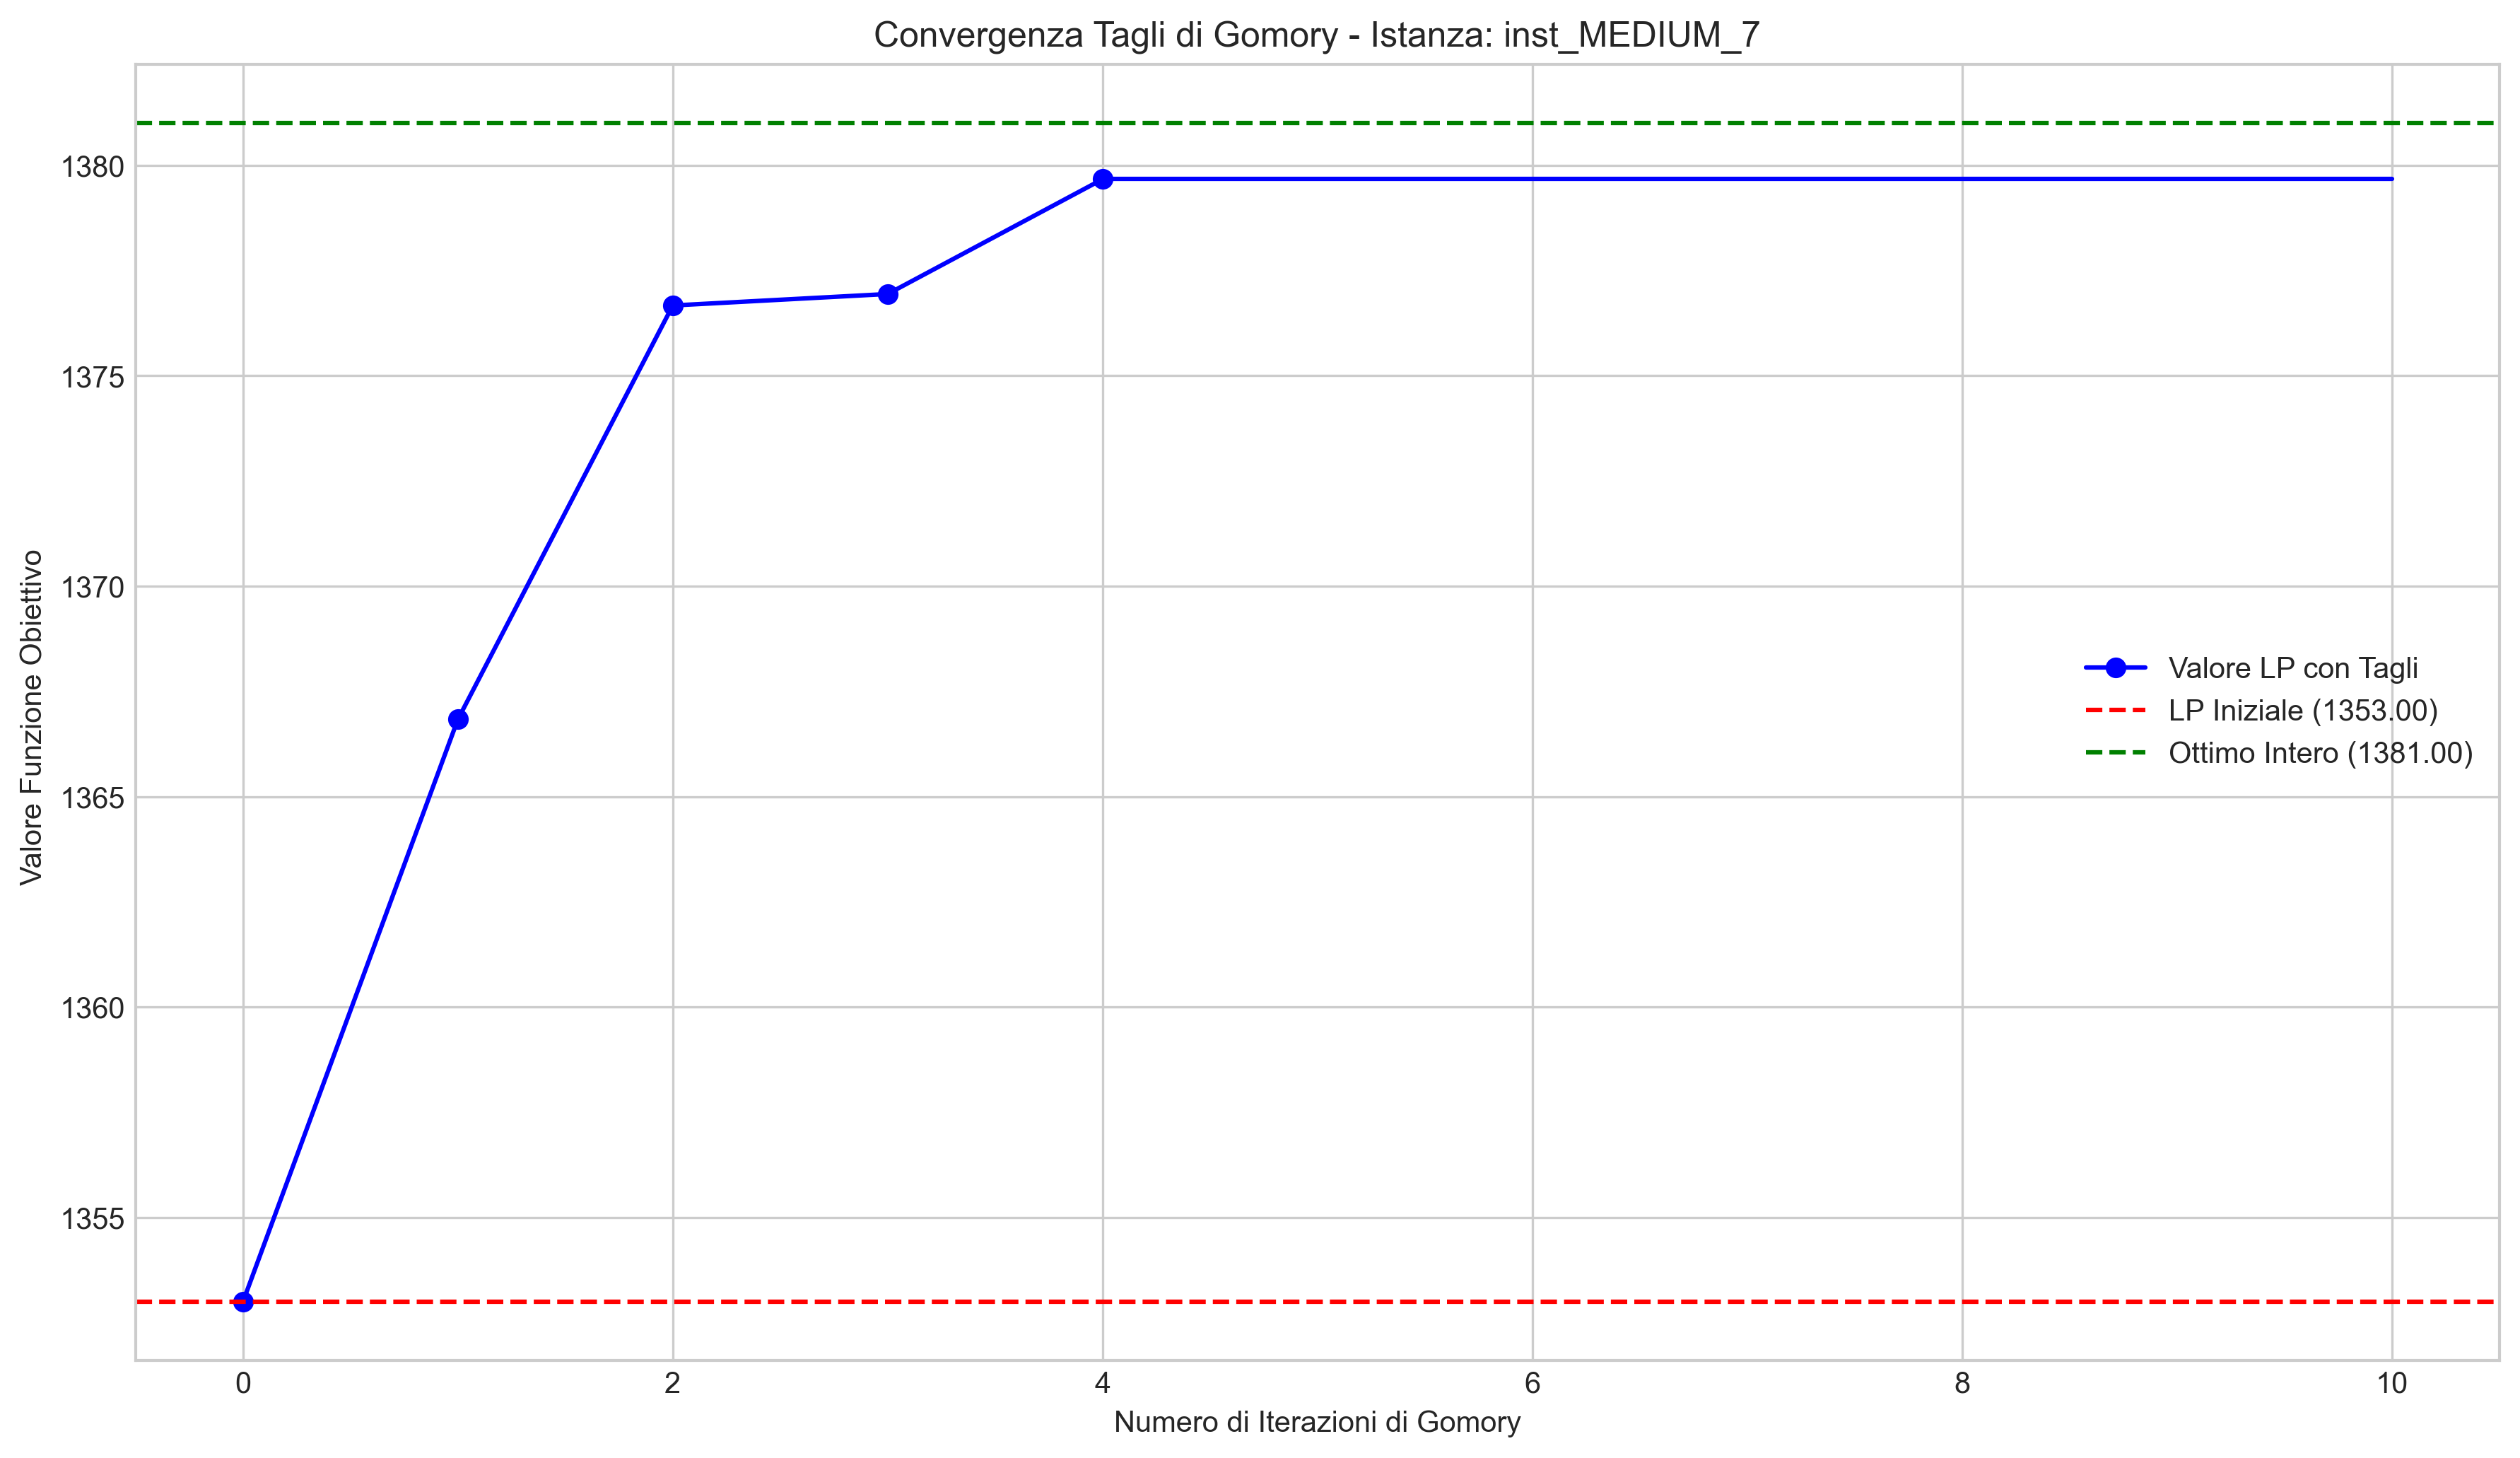 Convergenza Tagli di Gomory - Istanza: inst_MEDIUM_7
Valore Funzione Obiettivo
1380
1375
1370
1365
1360
1355
Valore LP con Tagli
LP Iniziale (1353.00)
Ottimo Intero (1381.00)
0 2 4 6 8 10
Numero di Iterazioni di Gomory